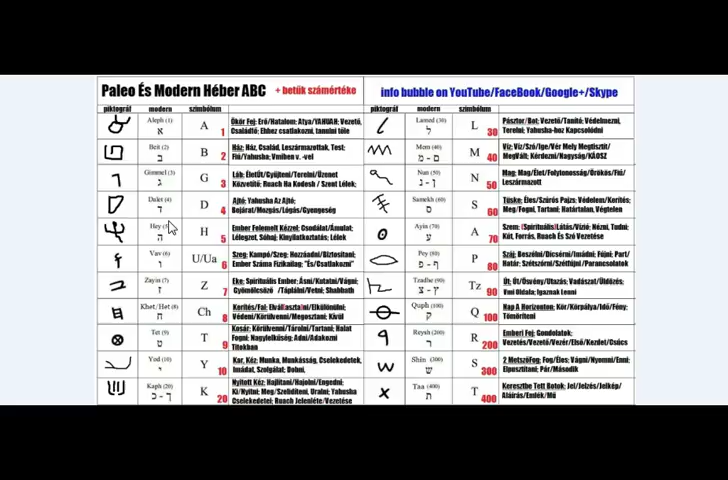 Paleo És Modern Héber ABC + betűk számértéke
info bubble on YouTube/FaceBook/Google+/Skype
piktográf modern szimbólum
piktográf modern szimbólum
Aleph (1)
א
A 1
Ökör Fej: Erő/Hatalom: Atya/YAHUAH: Vezető,
Családfő: Ehhez csatlakozni, tanulni tőle
Beit (2)
ב
B 2
Ház: Ház, Család, Leszármazottak, Test;
Fiú/Yahusha; Vmiben v. -vel
Gimmel (3)
ג
G 3
Láb: ÉletÚt/Gyűjteni/Terelni/Üzenet
Közvetítő: Reach Ha Kodesh / Szent Lélek;
Dalet (4)
ד
D 4
Ajtó: Yahusha Az Ajtó;
Bejárat/Mozgás/Lógás/Gyengeség
Hey (5)
ה
H 5
Ember Felemelt Kézzel: Csodálat/Ámulat;
Lélegzet, Sóhaj; Kinyilatkoztatás; Lélek
Vav (6)
ו
U/Ua 6
Szeg: Kampó/Szeg; Hozzáadni/Biztosítani;
Ember Száma Fizikailag: "És/Csatlakozni"
Zayin (7)
ז
Z 7
Eke: Spirituális Ember: Ásni/Kutatni/Vágni;
Gyömölcsöző /Táplálni/Vetni; Shabbath
Khet/Het (8)
ח
Ch 8
Kerítés/Fal: Elválasztani/Elkülönülni;
Védeni/Körülvenni/Megosztani; Kívül
Tet (9)
ט
T 9
Kosár: Körülvenni/Tárolni/Tartani; Halat
Fogni; Nagylelkűség; Adni/Adakozni
Titokban
Yod (10)
י
Y 10
Kar, Kéz: Munka, Munkásság, Cselekedetek,
Imádat, Szolgálat; Dobni,
Kaph (20)
ך - כ
K 20
Nyitott Kéz: Hajlítani/Hajolni/Engedni;
Ki/Nyitni; Meg/Szelidíteni, Uralni; Yahusha
Cselekedetei; Ruach Jelenléte/Vezetése
Lamed (30)
ל
L 30
Pásztor/Bot: Vezető/Tanító; Védelmezni,
Terelni; Yahusha-hoz Kapcsolódni
Mem (40)
ם - מ
M 40
Víz: Víz/Szó/Ige/Vér Mely Megtisztít/
MegVált; Kérdezni/Nagyság/KÁOSZ
Nun (50)
ן - נ
N 50
Mag: Mag/Élet/Folytonosság/Örökös/Fiú/
Leszármazott
Samekh (60)
ס
S 60
Tüske: Éles/Szúrós Pajzs: Védelem/Kerítés;
Meg/Fogni, Tartani; Határtalan, Végtelen
Ayin (70)
ע
A 70
Szem: (Spirituális)Látás/Vízió; Nézni, Tudni;
Kút, Forrás, Ruach És Szó Vezetése
Pey (80)
ף - פ
P 80
Száj: Beszélni/Dicsérni/Imádni; Fújni; Part/
Határ; Szétszórni/Szétfújni/Parancsolatok
Tzadhe (90)
ץ - צ
Tz 90
Út: Út/Ösvény/Utazás; Vadászat/Üldözés;
Vmi Oldala; Igaznak Lenni
Quph (100)
ק
Q 100
Nap A Horizonton: Kör/Körpálya/Idő/Fény;
Tömöríteni
Reysh (200)
ר
R 200
Emberi Fej: Gondolatok;
Vezetés/Vezető/Vezér/Első/Kezdet/Csúcs
Shin (300)
ש
S 300
2 MetszőFog: Fog/Éles; Vágni/Nyomni/Enni;
Elpusztítani; Pár/Második
Taa (400)
ת
T 400
Keresztbe Tett Botok: Jel/Jelzés/Jelkép/
Aláírás/Emlék/Mű